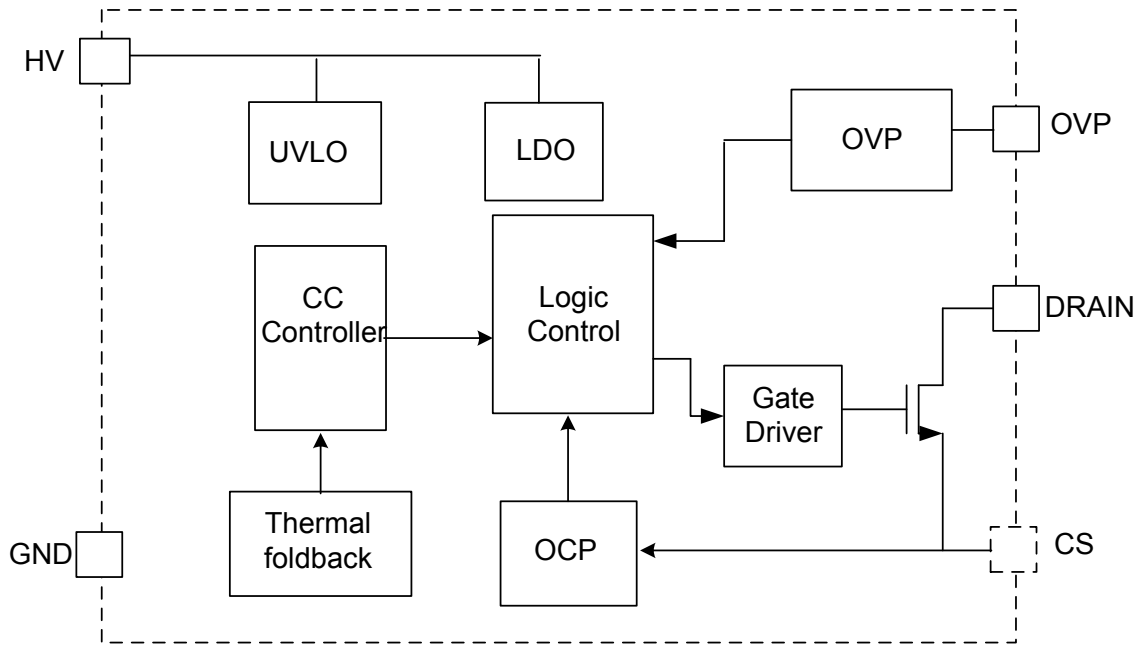 HV
UVLO
LDO
OVP
OVP
CC
Controller
Logic
Control
DRAIN
Gate
Driver
Thermal
foldback
OCP
GND
CS